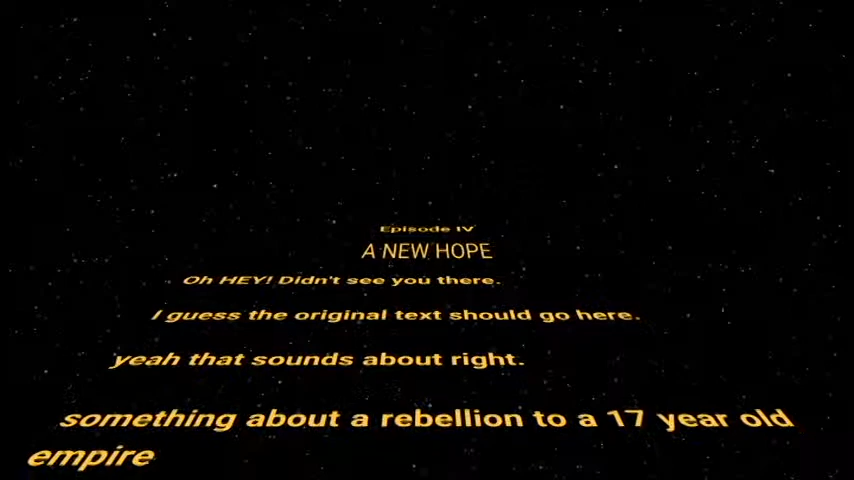 Episode IV
A NEW HOPE
Oh HEY! Didn't see you there.
I guess the original text should go here.
yeah that sounds about right.
something about a rebellion to a 17 year old
empire